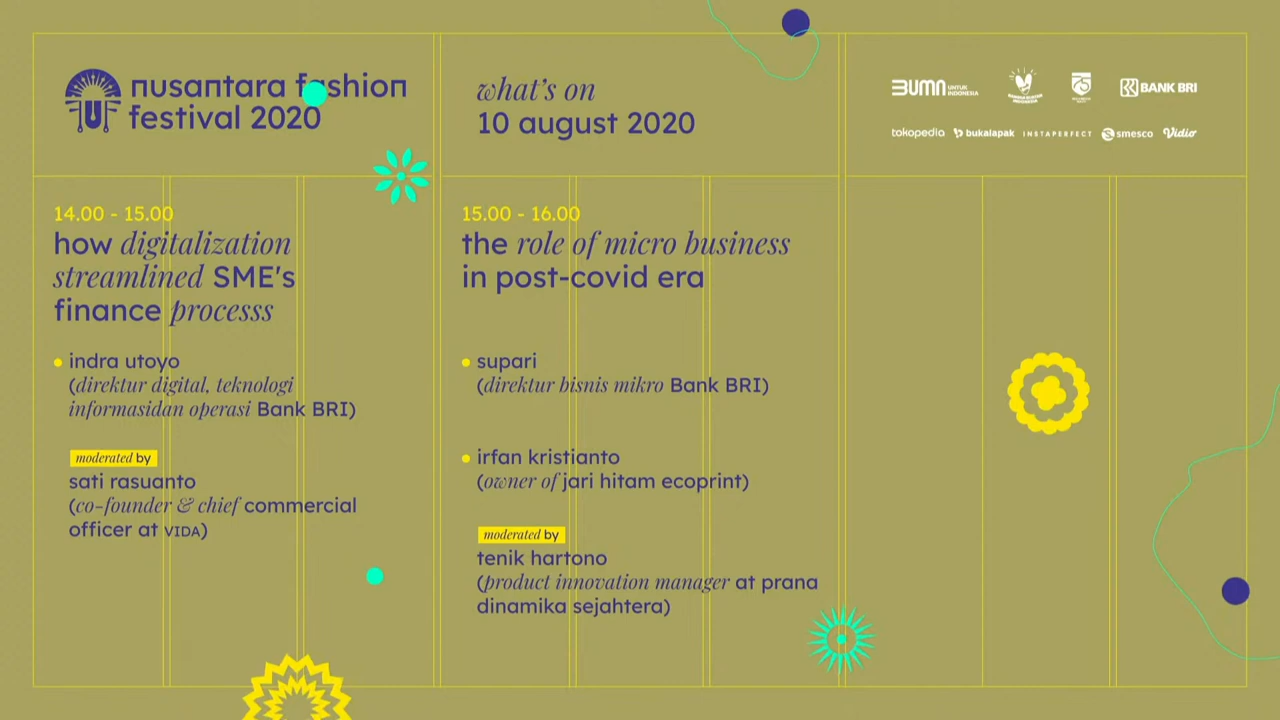 nusantara fashion
festival 2020
what's on
10 august 2020
BUMN UNTUK INDONESIA
BANK BRI
tokopedia bukalapak INSTAPERFECT smesco Vidio
14.00 - 15.00
how digitalization
streamlined SME's
finance processs
indra utoyo
(direktur digital, teknologi
informasidan operasi Bank BRI)
moderated by
sati rasuanto
(co-founder & chief commercial
officer at VIDA)
15.00 - 16.00
the role of micro business
in post-covid era
supari
(direktur bisnis mikro Bank BRI)
irfan kristianto
(owner of jari hitam ecoprint)
moderated by
tenik hartono
(product innovation manager at prana
dinamika sejahtera)